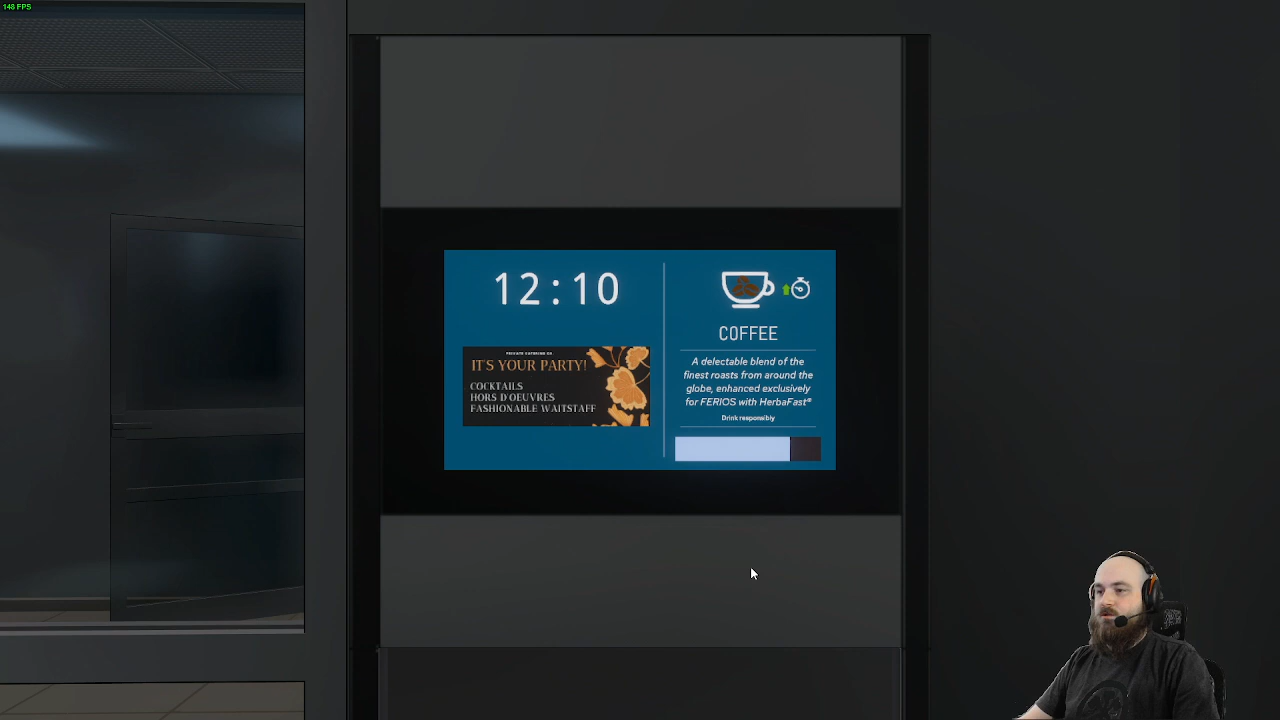 148 FPS
12:10
PRIVATE CATERING CO
IT'S YOUR PARTY!
COCKTAILS
HORS D'OEUVRES
FASHIONABLE WAITSTAFF
COFFEE
A delectable blend of the
finest roasts from around the
globe, enhanced exclusively
for FERIOS with HerbaFast®
Drink responsibly